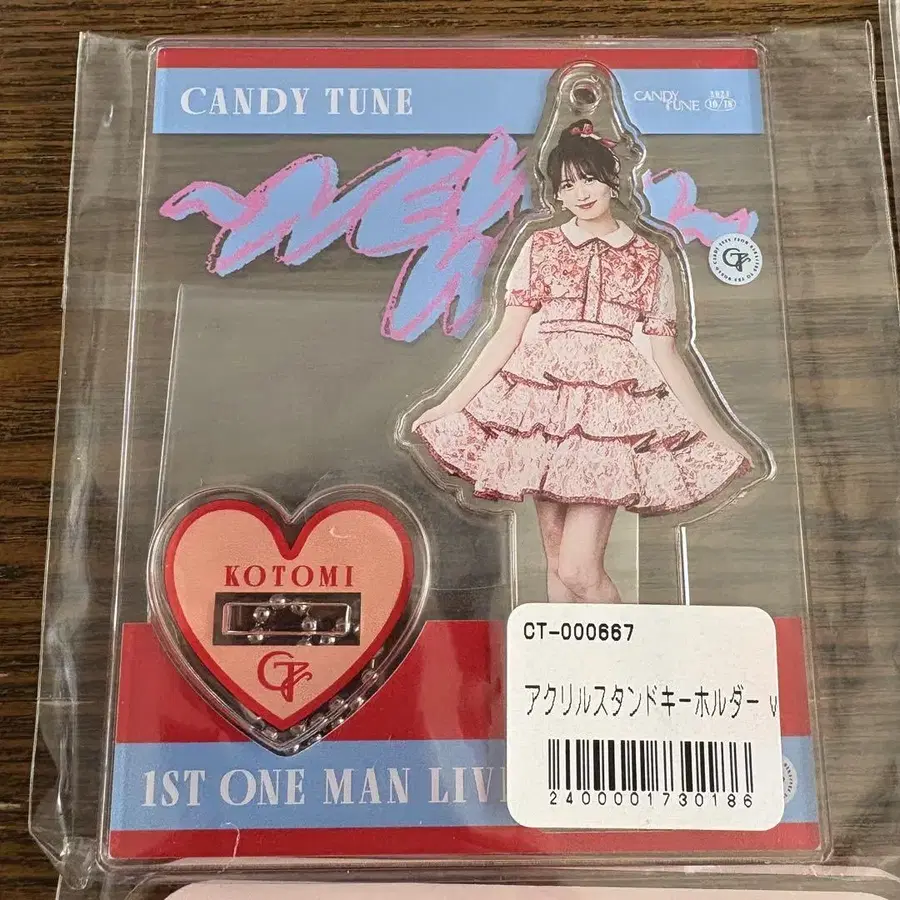 CANDY TUNE
CANDY TUNE
KOTOMI
CT-000667
アクリルスタンドキーホルダー
1ST ONE MAN LIV
2400001730186